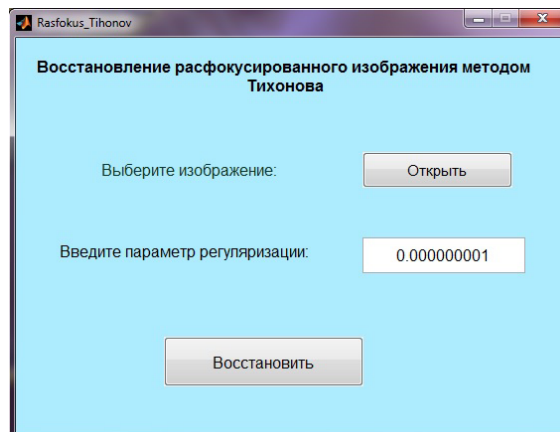 Rasfokus_Tihonov
Восстановление расфокусированного изображения методом
Тихонова
Выберите изображение:
Открыть
Введите параметр регуляризации:
0.000000001
Восстановить